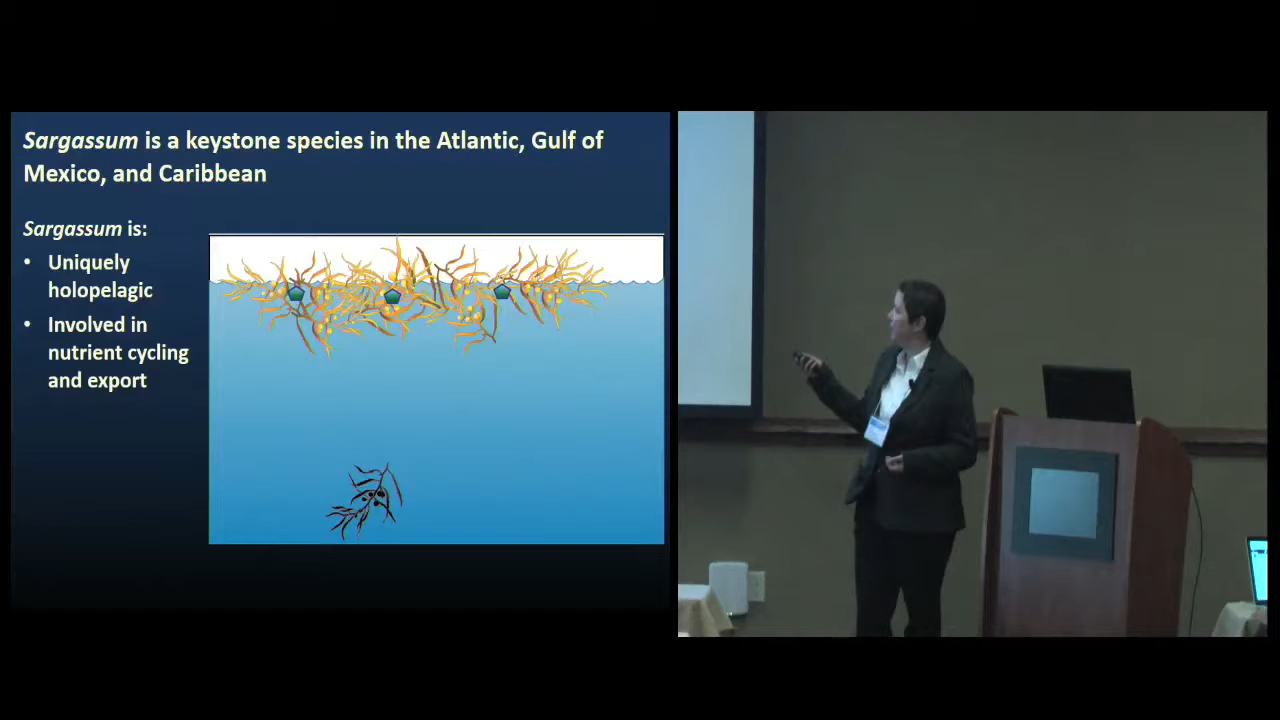 Sargassum is a keystone species in the Atlantic, Gulf of
Mexico, and Caribbean
Sargassum is:
• Uniquely
holopelagic
• Involved in
nutrient cycling
and export